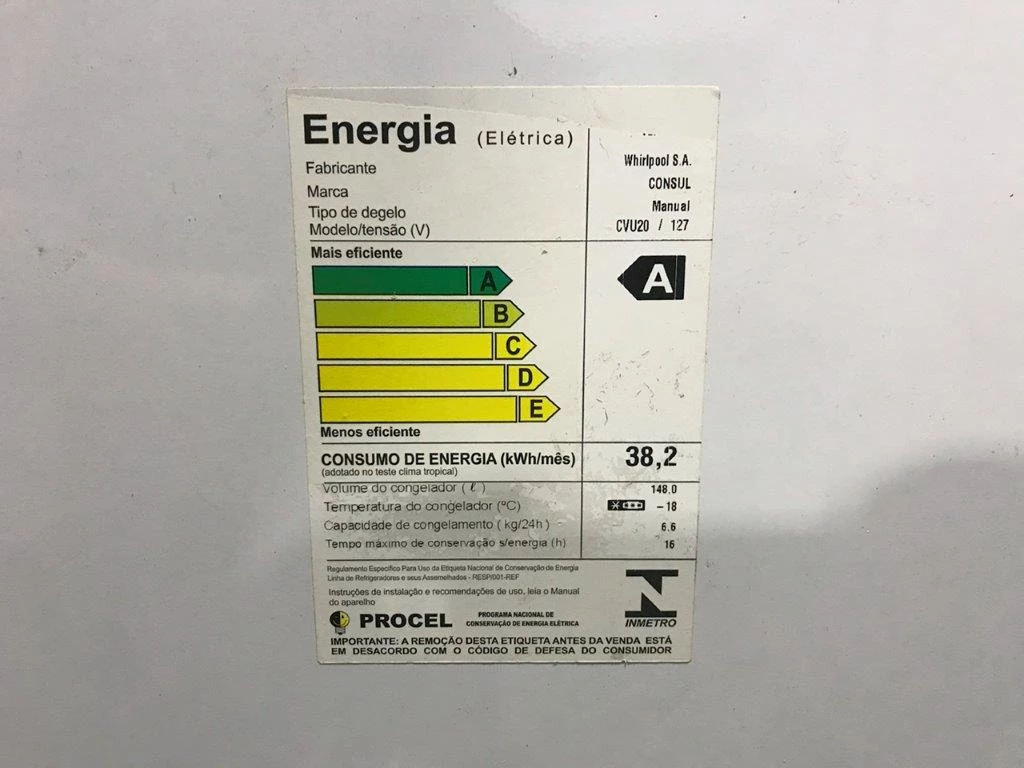 Energia (Elétrica)
Fabricante Whirlpool S.A.
Marca CONSUL
Tipo de degelo Manual
Modelo/tensão (V) CVU20 / 127
Mais eficiente
A A
B
C
D
E
Menos eficiente
CONSUMO DE ENERGIA (kWh/mês) 38,2
(adotado no teste clima tropical)
Volume do congelador ( ℓ ) 148.0
Temperatura do congelador (ºC) -18
Capacidade de congelamento ( kg/24h ) 6.6
Tempo máximo de conservação s/energia (h) 16
Regulamento Específico Para Uso da Etiqueta Nacional de Conservação de Energia
Linha de Refrigeradores e seus Assemelhados - RESP/001-REF
Instruções de instalação e recomendações de uso, leia o Manual
do aparelho
PROCEL
PROGRAMA NACIONAL DE
CONSERVAÇÃO DE ENERGIA ELÉTRICA
INMETRO
IMPORTANTE: A REMOÇÃO DESTA ETIQUETA ANTES DA VENDA ESTÁ
EM DESACORDO COM O CÓDIGO DE DEFESA DO CONSUMIDOR